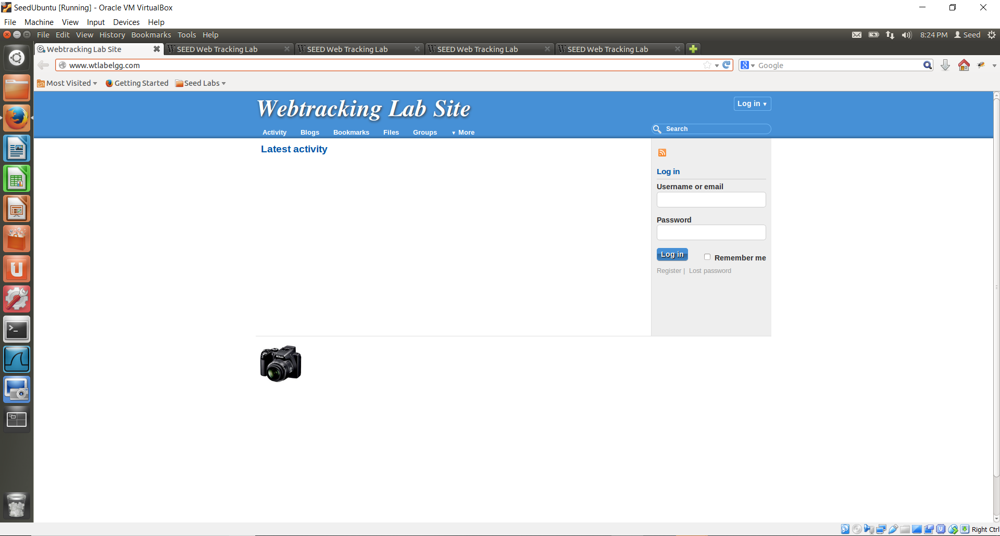 SeedUbuntu [Running] - Oracle VM VirtualBox
File Machine View Input Devices Help
File Edit View History Bookmarks Tools Help
8:24 PM Seed
Webtracking Lab Site
SEED Web Tracking Lab
SEED Web Tracking Lab
SEED Web Tracking Lab
SEED Web Tracking Lab
www.wtlabelgg.com
Google
Most Visited
Getting Started
Seed Labs
Webtracking Lab Site
Log in
Activity Blogs Bookmarks Files Groups More
Search
Latest activity
Log in
Username or email
Password
Log in
Remember me
Register | Lost password
Nikon
Right Ctrl